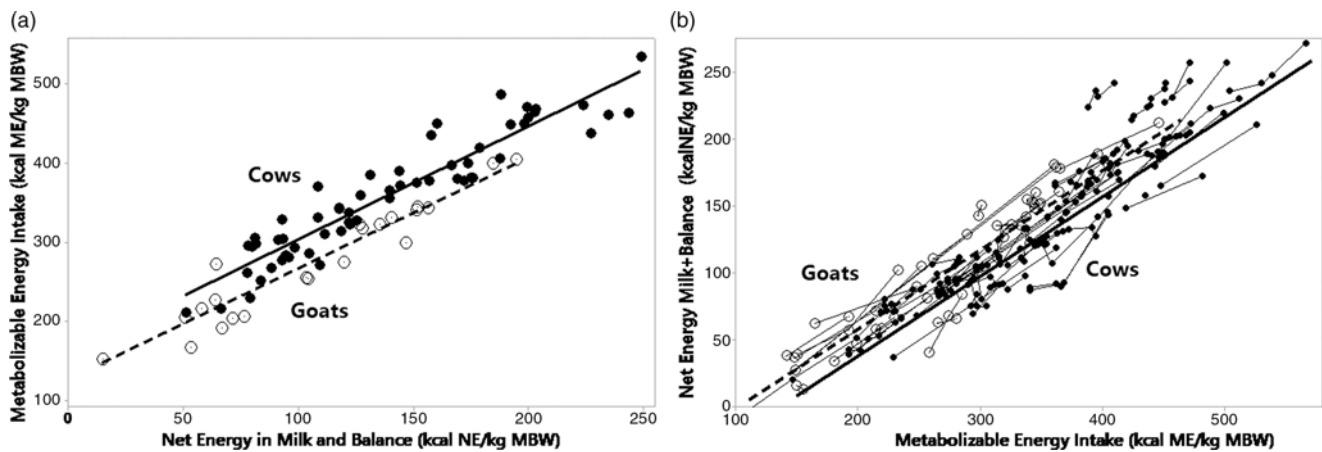 (a)
Metabolizable Energy Intake (kcal ME/kg MBW)
500
400
300
200
100
Cows
Goats
0
50
100
150
200
250
Net Energy in Milk and Balance (kcal NE/kg MBW)
(b)
Net Energy Milk+Balance (kcalNE/kg MBW)
250
200
150
100
50
0
Goats
Cows
100
200
300
400
500
Metabolizable Energy Intake (kcal ME/kg MBW)